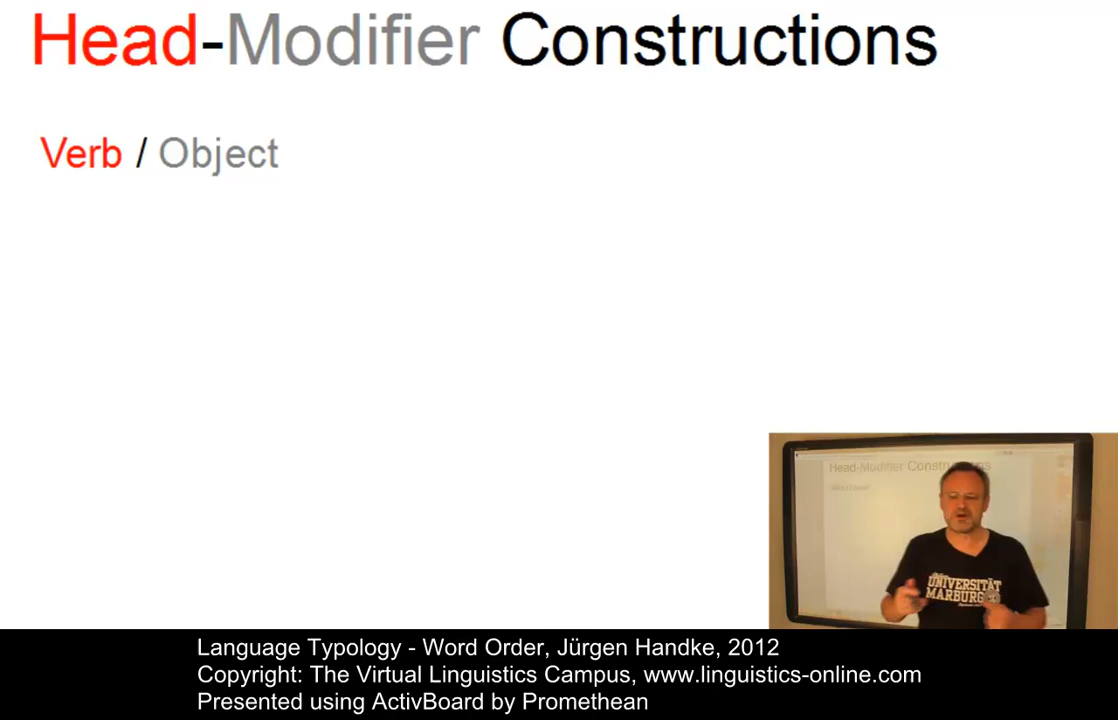 Head-Modifier Constructions
Verb / Object
UNIVERSITÄT
MARBURG
Language Typology - Word Order, Jürgen Handke, 2012
Copyright: The Virtual Linguistics Campus, www.linguistics-online.com
Presented using ActivBoard by Promethean